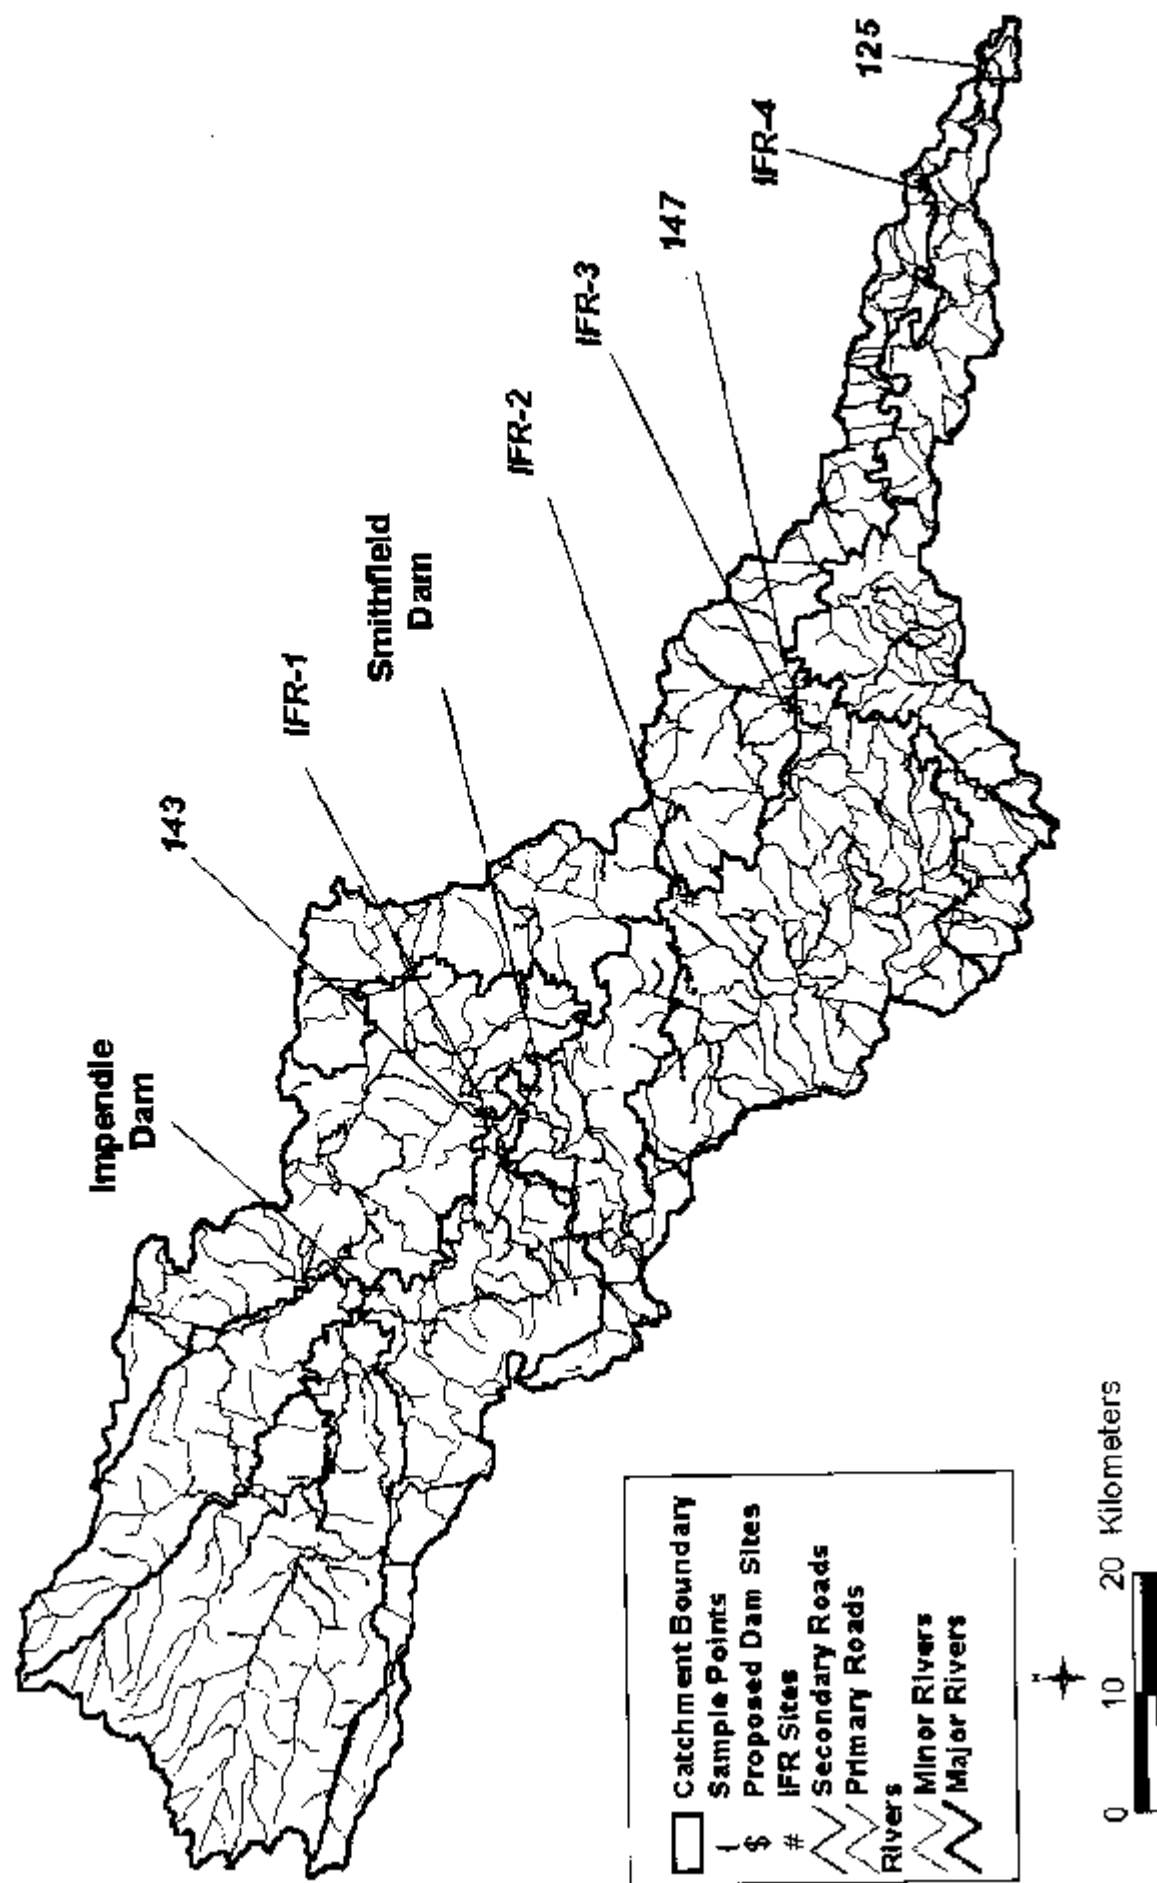 Impendle
Dam
143
IFR-1
Smithfield
Dam
IFR-2
IFR-3
147
IFR-4
125
Catchment Boundary
Sample Points
$ Proposed Dam Sites
# IFR Sites
Secondary Roads
Primary Roads
Rivers
Minor Rivers
Major Rivers
0 10 20 Kilometers